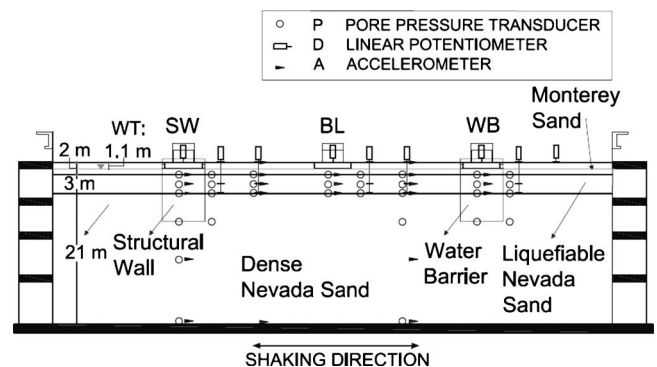 P PORE PRESSURE TRANSDUCER
D LINEAR POTENTIOMETER
A ACCELEROMETER
Monterey
Sand
WT:
SW
BL
WB
2 m
1.1 m
3 m
21 m
Structural
Wall
Dense
Nevada Sand
Water
Barrier
Liquefiable
Nevada
Sand
SHAKING DIRECTION